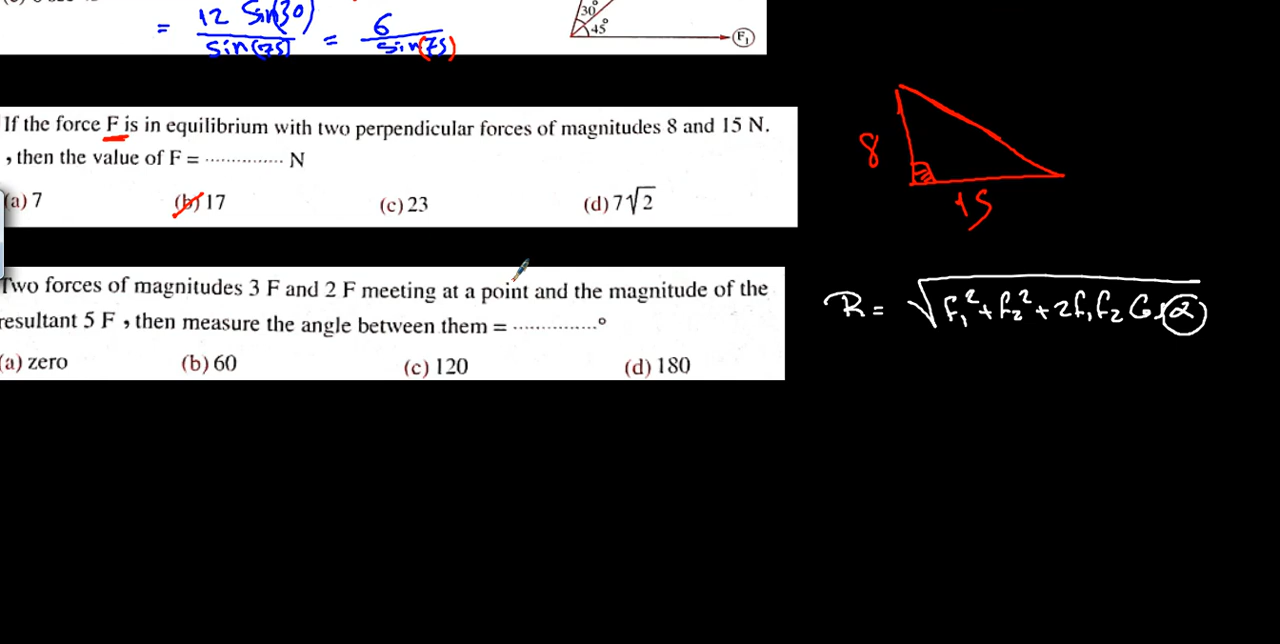 = 12 Sin(30) / Sin(75) = 6 / Sin(75)
30°
45°
F₁
If the force F is in equilibrium with two perpendicular forces of magnitudes 8 and 15 N.
, then the value of F = ............... N
(a) 7 (b) 17 (c) 23 (d) 7√2
8
15
Two forces of magnitudes 3 F and 2 F meeting at a point and the magnitude of the
resultant 5 F , then measure the angle between them = ...............°
(a) zero (b) 60 (c) 120 (d) 180
R = √(F₁² + F₂² + 2F₁F₂ Cos α)